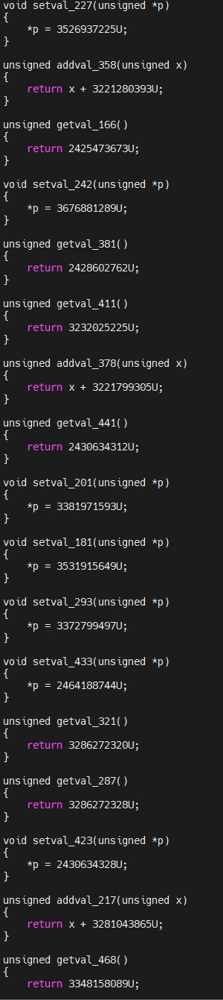 void setval_227(unsigned *p)
{
    *p = 3526937225U;
}

unsigned addval_358(unsigned x)
{
    return x + 3221280393U;
}

unsigned getval_166()
{
    return 2425473673U;
}

void setval_242(unsigned *p)
{
    *p = 3676881289U;
}

unsigned getval_381()
{
    return 2428602762U;
}

unsigned getval_411()
{
    return 3232025225U;
}

unsigned addval_378(unsigned x)
{
    return x + 3221799305U;
}

unsigned getval_441()
{
    return 2430634312U;
}

void setval_201(unsigned *p)
{
    *p = 3381971593U;
}

void setval_181(unsigned *p)
{
    *p = 3531915649U;
}

void setval_293(unsigned *p)
{
    *p = 3372799497U;
}

void setval_433(unsigned *p)
{
    *p = 2464188744U;
}

unsigned getval_321()
{
    return 3286272320U;
}

unsigned getval_287()
{
    return 3286272328U;
}

void setval_423(unsigned *p)
{
    *p = 2430634328U;
}

unsigned addval_217(unsigned x)
{
    return x + 3281043865U;
}

unsigned getval_468()
{
    return 3348158089U;